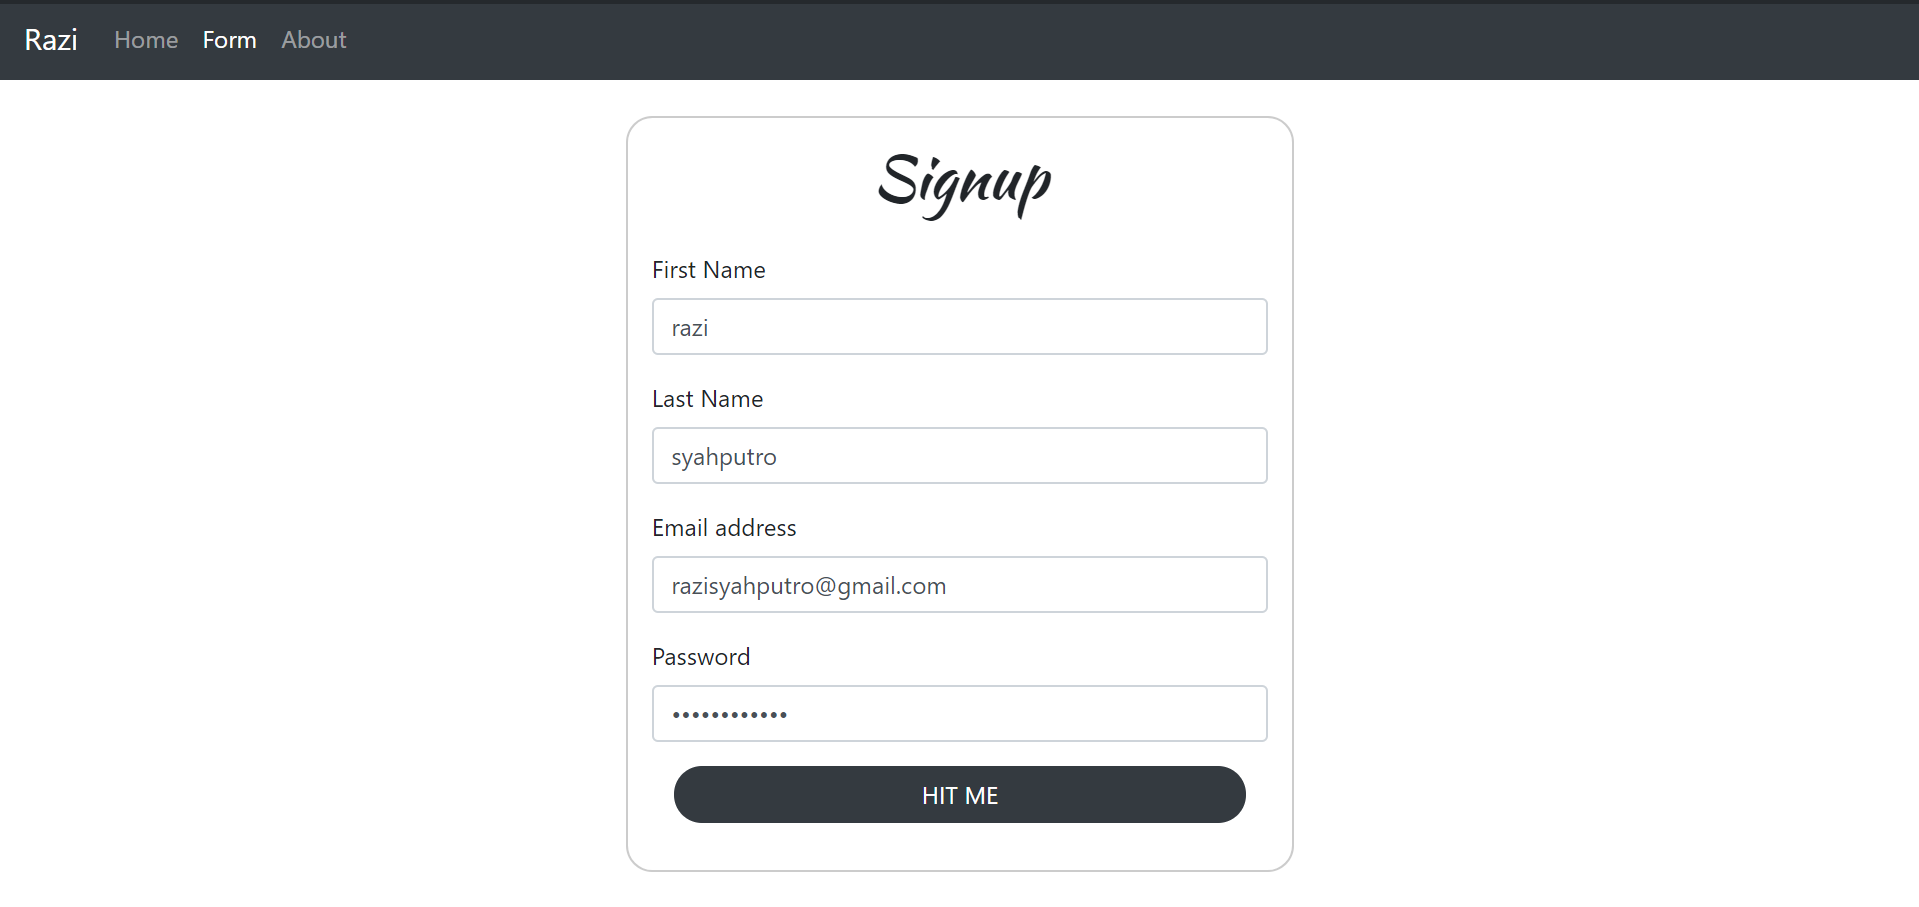 Razi Home Form About
Signup
First Name
razi
Last Name
syahputro
Email address
razisyahputro@gmail.com
Password
••••••••••••
HIT ME